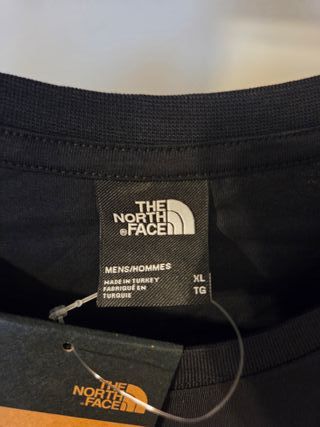 THE
NORTH
FACE
MENS/HOMMES
MADE IN TURKEY
FABRIQUÉ EN
TURQUIE
XL
TG
THE
NORTH
FACE